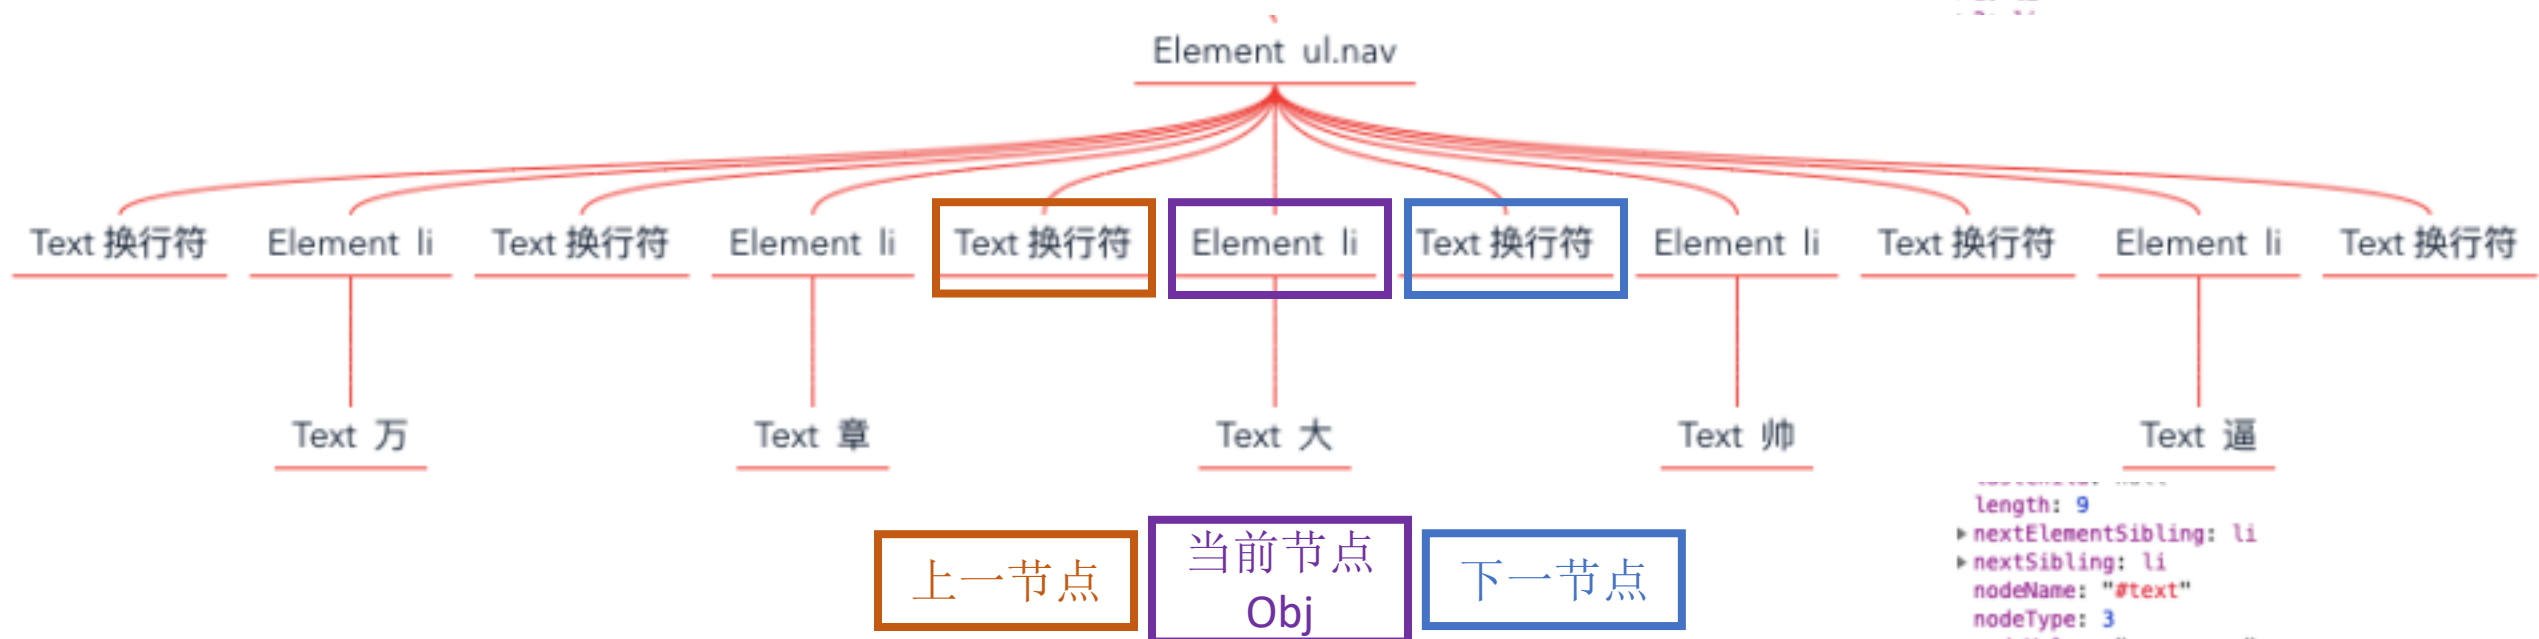 Element ul.nav
Text 换行符 Element li Text 换行符 Element li Text 换行符 Element li Text 换行符 Element li Text 换行符 Element li Text 换行符
Text 万 Text 章 Text 大 Text 帅 Text 逼
length: 9
nextElementSibling: li
nextSibling: li
nodeName: "#text"
nodeType: 3
上一节点
当前节点
Obj
下一节点